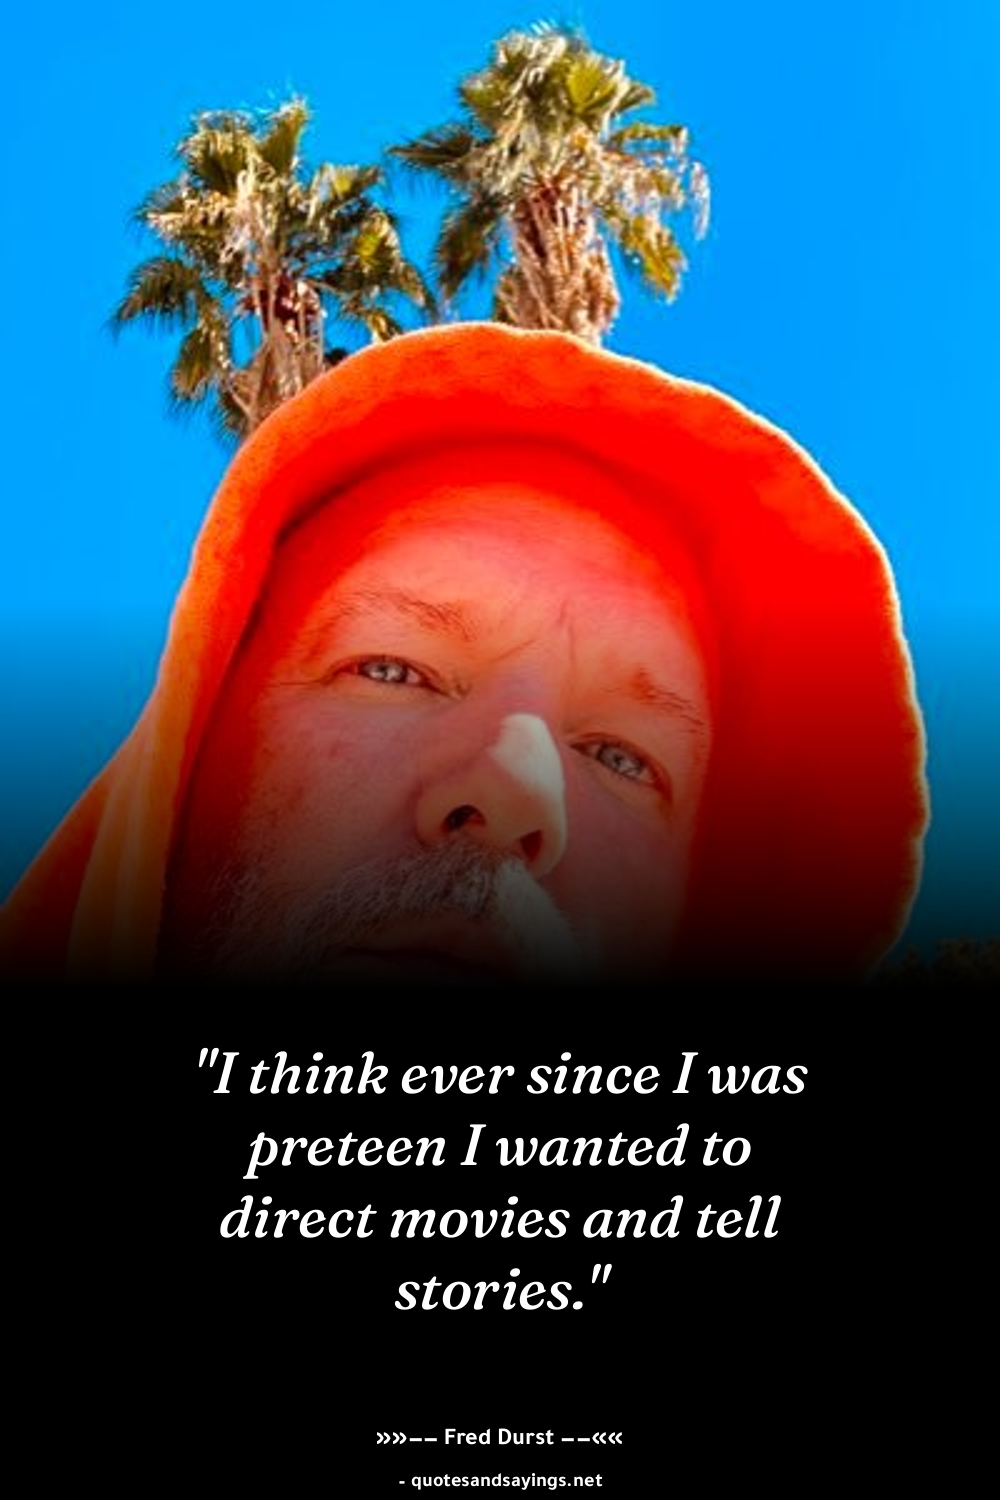 "I think ever since I was
preteen I wanted to
direct movies and tell
stories."
»»−− Fred Durst −−««
- quotesandsayings.net